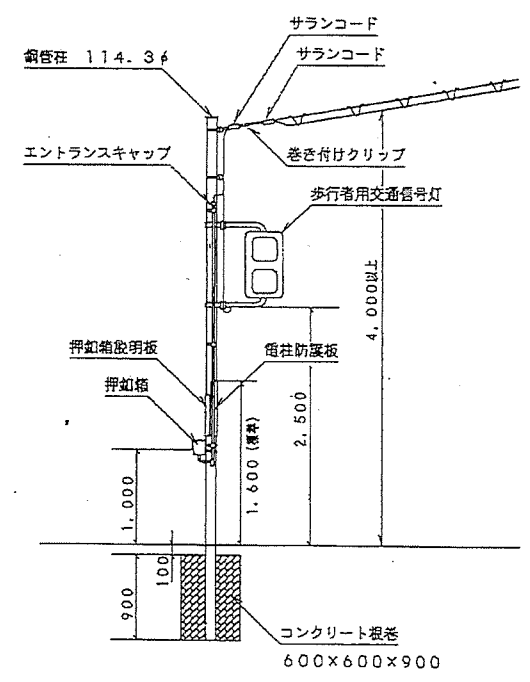 サランコード
鋼管柱 114.3φ
サランコード
エントランスキャップ
巻き付けクリップ
歩行者用交通信号灯
4,000以上
押釦箱説明板
電柱防護板
押釦箱
2,500
1,600(標準)
1,000
100
900
コンクリート根巻
600×600×900